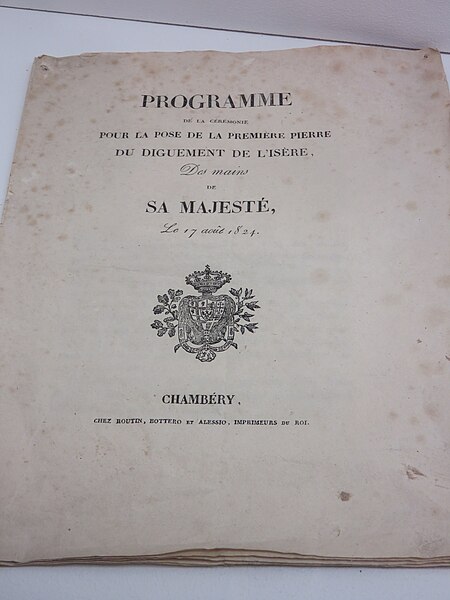 PROGRAMME
DE LA CÉRÉMONIE
POUR LA POSE DE LA PREMIÈRE PIERRE
DU DIGUEMENT DE L'ISÈRE,
Des mains
DE
SA MAJESTÉ,
Le 17 août 1824.
CHAMBÉRY,
CHEZ ROUTIN, BOTTERO ET ALESSIO, IMPRIMEURS DU ROI.